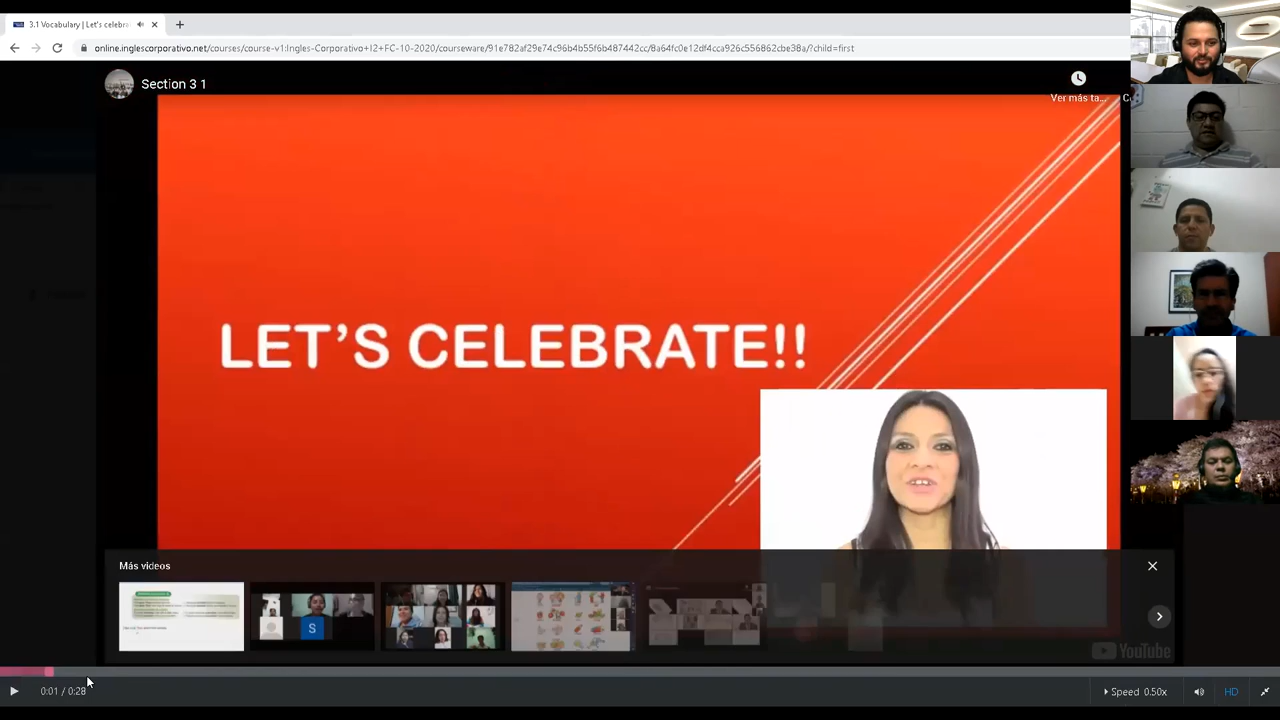 3.1 Vocabulary | Let's celebra
online.inglescorporativo.net/courses/course-v1:Ingles-Corporativo+I2+FC-10-2020/courseware/91e7d2af29e74c96b4b55f6b487442cc/8a64fc0e12df4cca926c556862cbe38a/?child=first
Section 3 1
Ver más ta...
LET'S CELEBRATE!!
Más videos
S
YouTube
0:01 / 0:28
Speed 0.50x
HD